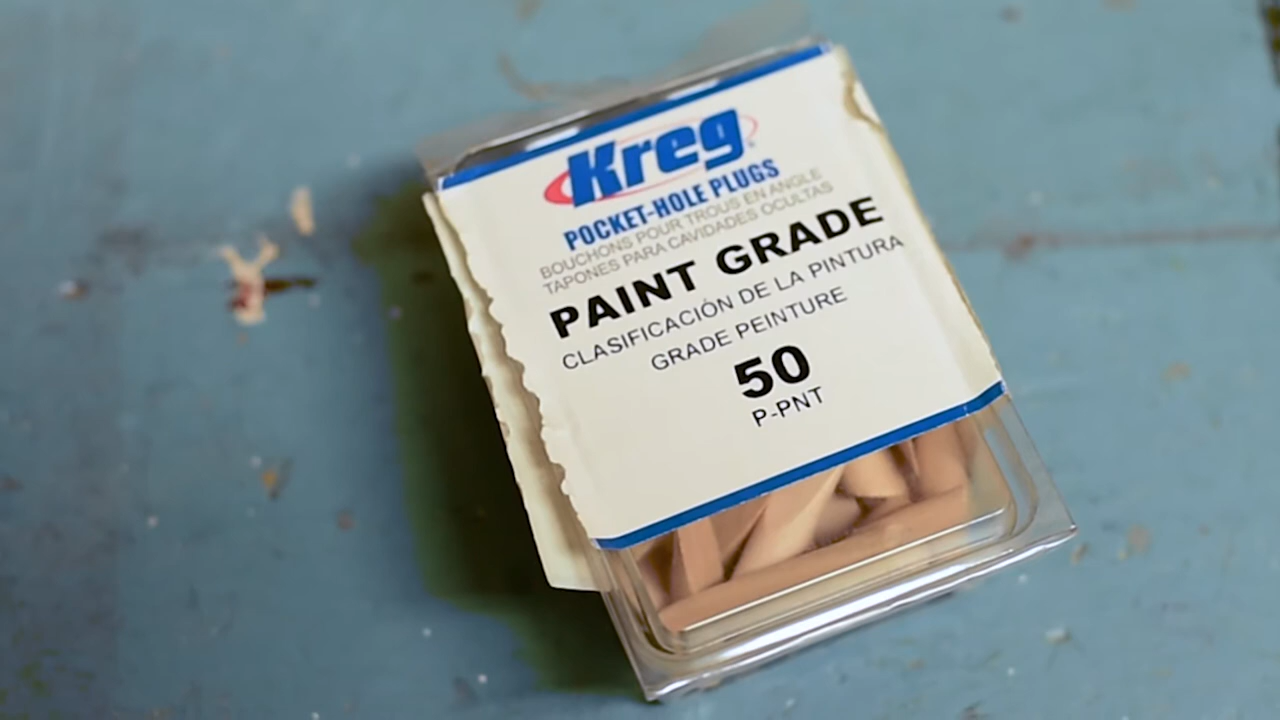 Kreg
POCKET-HOLE PLUGS
BOUCHONS POUR TROUS EN ANGLE
TAPONES PARA CAVIDADES OCULTAS
PAINT GRADE
CLASIFICACIÓN DE LA PINTURA
GRADE PEINTURE
50
P-PNT